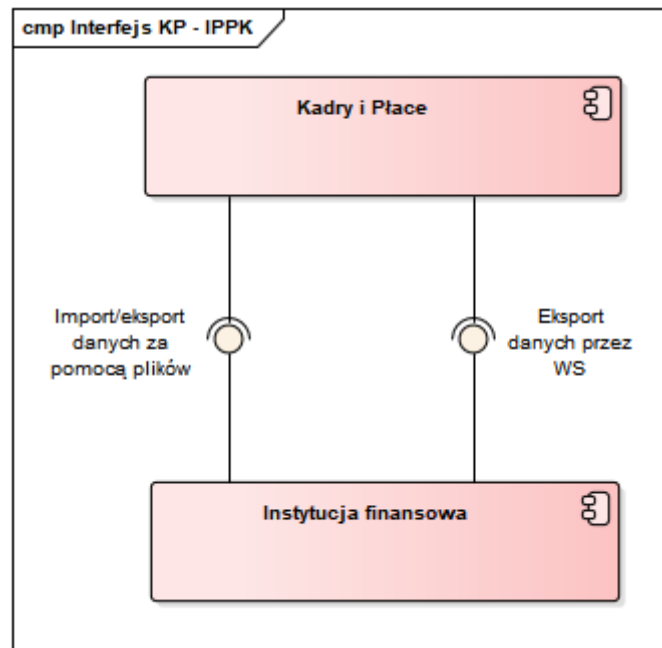 cmp Interfejs KP - IPPK
Kadry i Płace
Import/eksport
danych za
pomocą plików
Eksport
danych przez
WS
Instytucja finansowa